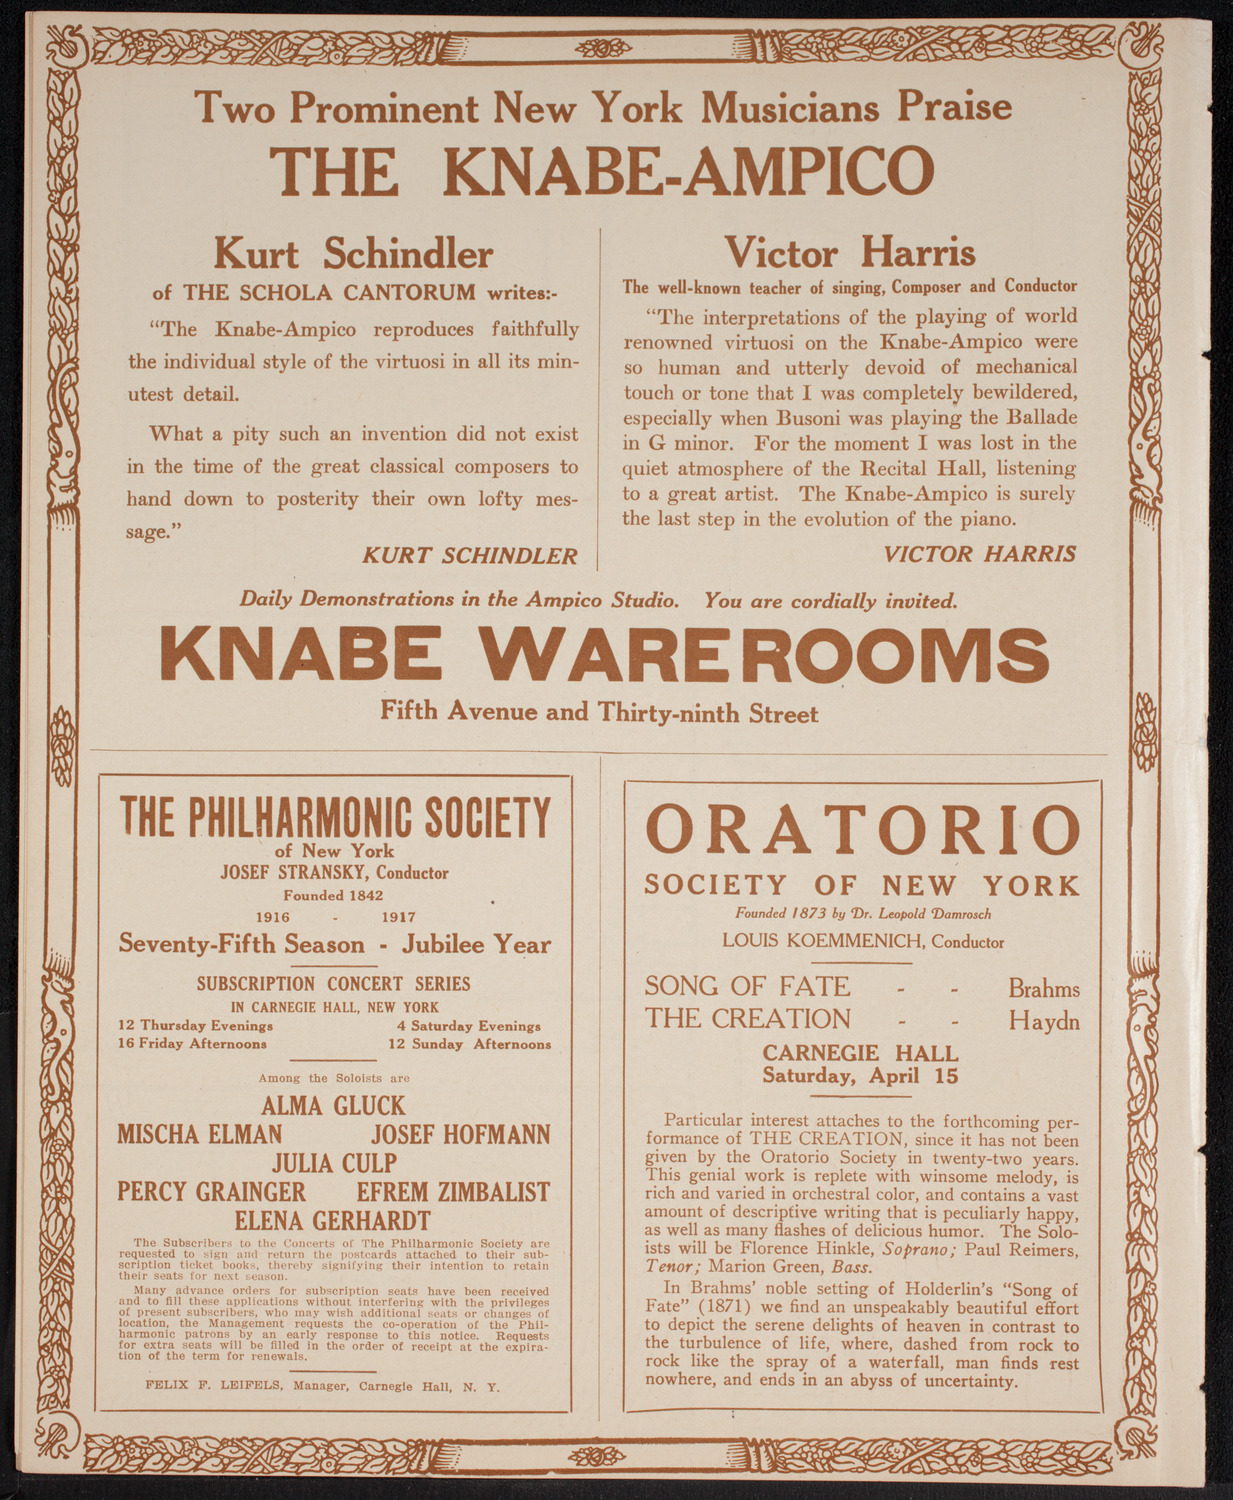 Two Prominent New York Musicians Praise
THE KNABE-AMPICO
Kurt Schindler
of THE SCHOLA CANTORUM writes:-
"The Knabe-Ampico reproduces faithfully
the individual style of the virtuosi in all its min-
utest detail.
What a pity such an invention did not exist
in the time of the great classical composers to
hand down to posterity their own lofty mes-
sage."
KURT SCHINDLER
Victor Harris
The well-known teacher of singing, Composer and Conductor
"The interpretations of the playing of world
renowned virtuosi on the Knabe-Ampico were
so human and utterly devoid of mechanical
touch or tone that I was completely bewildered,
especially when Busoni was playing the Ballade
in G minor. For the moment I was lost in the
quiet atmosphere of the Recital Hall, listening
to a great artist. The Knabe-Ampico is surely
the last step in the evolution of the piano.
VICTOR HARRIS
Daily Demonstrations in the Ampico Studio. You are cordially invited.
KNABE WAREROOMS
Fifth Avenue and Thirty-ninth Street
THE PHILHARMONIC SOCIETY
of New York
JOSEF STRANSKY, Conductor
Founded 1842
1916 - 1917
Seventy-Fifth Season - Jubilee Year
SUBSCRIPTION CONCERT SERIES
IN CARNEGIE HALL, NEW YORK
12 Thursday Evenings 4 Saturday Evenings
16 Friday Afternoons 12 Sunday Afternoons
Among the Soloists are
ALMA GLUCK
MISCHA ELMAN JOSEF HOFMANN
JULIA CULP
PERCY GRAINGER EFREM ZIMBALIST
ELENA GERHARDT
The Subscribers to the Concerts of The Philharmonic Society are
requested to sign and return the postcards attached to their sub-
scription ticket books, thereby signifying their intention to retain
their seats for next season.
Many advance orders for subscription seats have been received
and to fill these applications without interfering with the privileges
of present subscribers, who may wish additional seats or changes of
location, the Management requests the co-operation of the Phil-
harmonic patrons by an early response to this notice. Requests
for extra seats will be filled in the order of receipt at the expira-
tion of the term for renewals.
FELIX F. LEIFELS, Manager, Carnegie Hall, N. Y.
ORATORIO
SOCIETY OF NEW YORK
Founded 1873 by Dr. Leopold Damrosch
LOUIS KOEMMENICH, Conductor
SONG OF FATE - - Brahms
THE CREATION - - Haydn
CARNEGIE HALL
Saturday, April 15
Particular interest attaches to the forthcoming per-
formance of THE CREATION, since it has not been
given by the Oratorio Society in twenty-two years.
This genial work is replete with winsome melody, is
rich and varied in orchestral color, and contains a vast
amount of descriptive writing that is peculiarly happy,
as well as many flashes of delicious humor. The Solo-
ists will be Florence Hinkle, Soprano; Paul Reimers,
Tenor; Marion Green, Bass.
In Brahms' noble setting of Holderlin's "Song of
Fate" (1871) we find an unspeakably beautiful effort
to depict the serene delights of heaven in contrast to
the turbulence of life, where, dashed from rock to
rock like the spray of a waterfall, man finds rest
nowhere, and ends in an abyss of uncertainty.